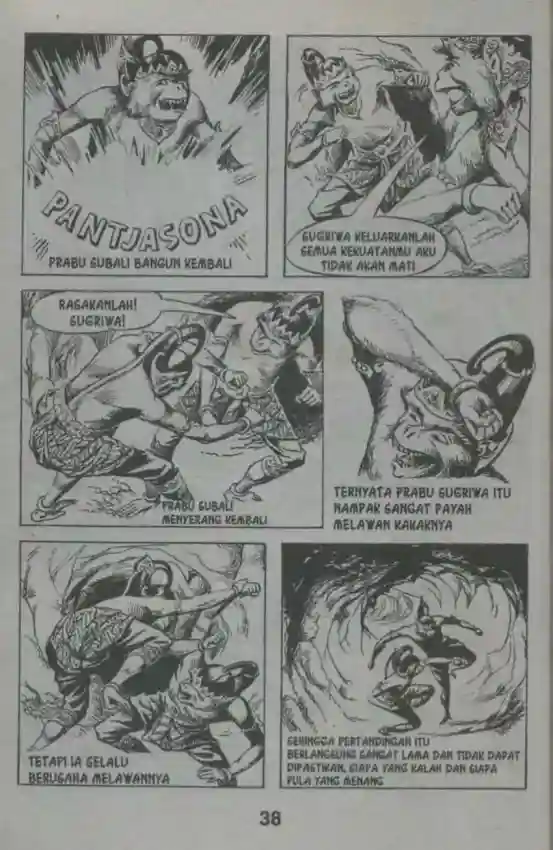 PANTJASONA
PRABU SUBALI BANGUN KEMBALI
SUGRIWA KELUARKANLAH
SEMUA KEKUATANMU AKU
TIDAK AKAN MATI
RASAKANLAH!
SUGRIWA!
PRABU SUBALI
MENYERANG KEMBALI
TERNYATA PRABU SUGRIWA ITU
NAMPAK SANGAT PAYAH
MELAWAN KAKAKNYA
TETAPI IA SELALU
BERUSAHA MELAWANNYA
SEHINGGA PERTANDINGAN ITU
BERLANGSUNG SANGAT LAMA DAN TIDAK DAPAT
DIPASTIKAN, SIAPA YANG KALAH DAN SIAPA
PULA YANG MENANG
38